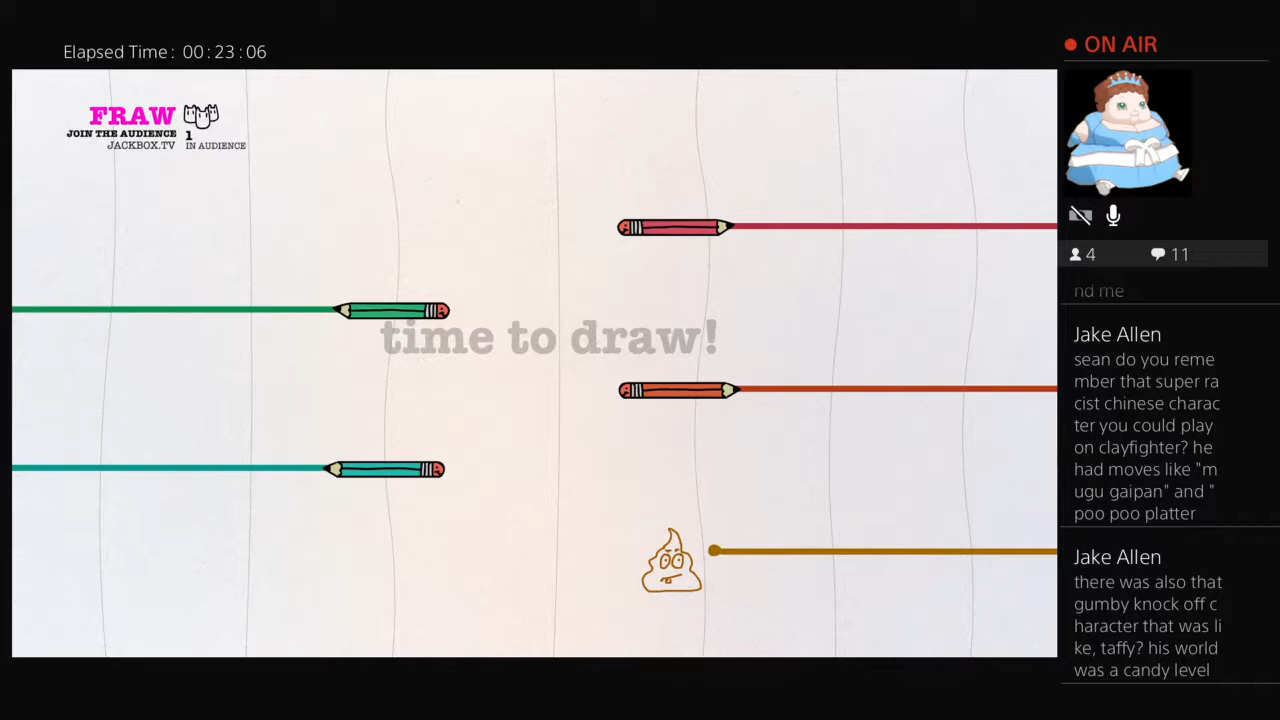 Elapsed Time: 00:23:06
ON AIR
FRAW
JOIN THE AUDIENCE 1
JACKBOX.TV IN AUDIENCE
time to draw!
4 11
nd me
Jake Allen
sean do you reme
mber that super ra
cist chinese charac
ter you could play
on clayfighter? he
had moves like "m
ugu gaipan" and "
poo poo platter
Jake Allen
there was also that
gumby knock off c
haracter that was li
ke, taffy? his world
was a candy level